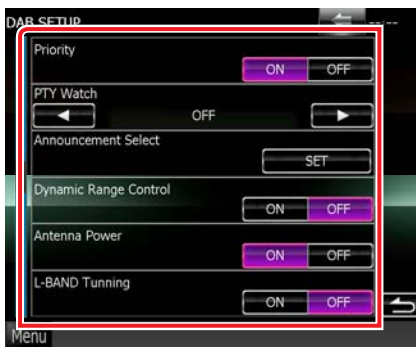 DAB SETUP
--:--
Priority
ON OFF
PTY Watch
OFF
Announcement Select
SET
Dynamic Range Control
ON OFF
Antenna Power
ON OFF
L-BAND Tunning
ON OFF
Menu